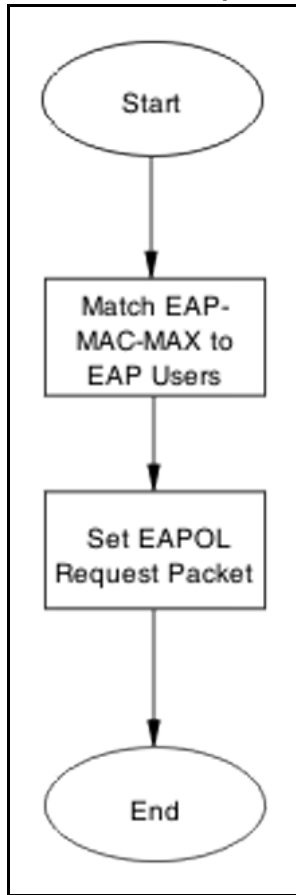 Start
Match EAP-
MAC-MAX to
EAP Users
Set EAPOL
Request Packet
End